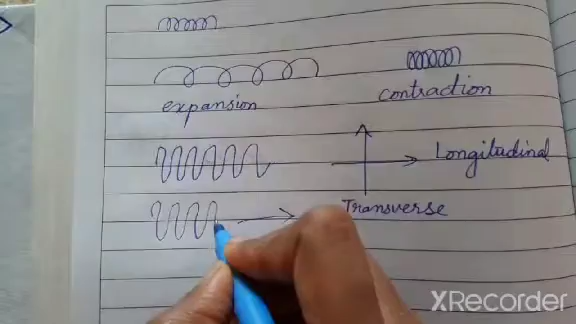 expansion
contraction
Longitudinal
Transverse
XRecorder